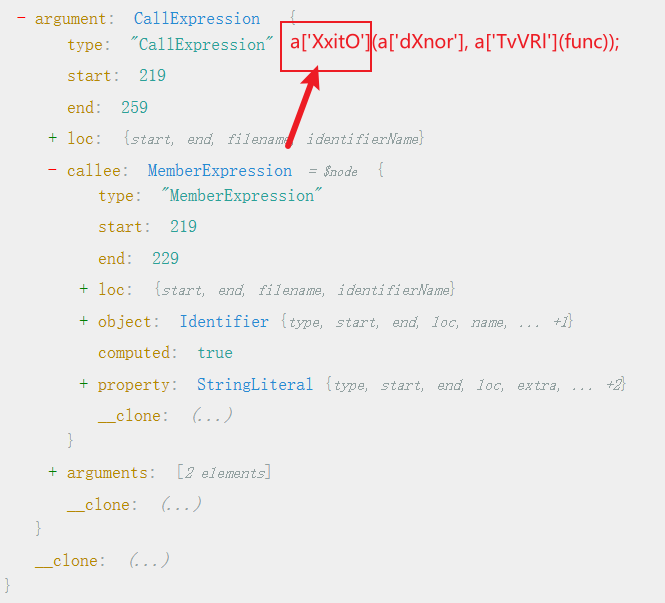 − argument: CallExpression {
type: "CallExpression" a['XxitO'](a['dXnor'], a['TvVRl'](func));
start: 219
end: 259
+ loc: {start, end, filename, identifierName}
− callee: MemberExpression = $node {
type: "MemberExpression"
start: 219
end: 229
+ loc: {start, end, filename, identifierName}
+ object: Identifier {type, start, end, loc, name, ... +1}
computed: true
+ property: StringLiteral {type, start, end, loc, extra, ... +2}
__clone: (...)
}
+ arguments: [2 elements]
__clone: (...)
}
__clone: (...)
}